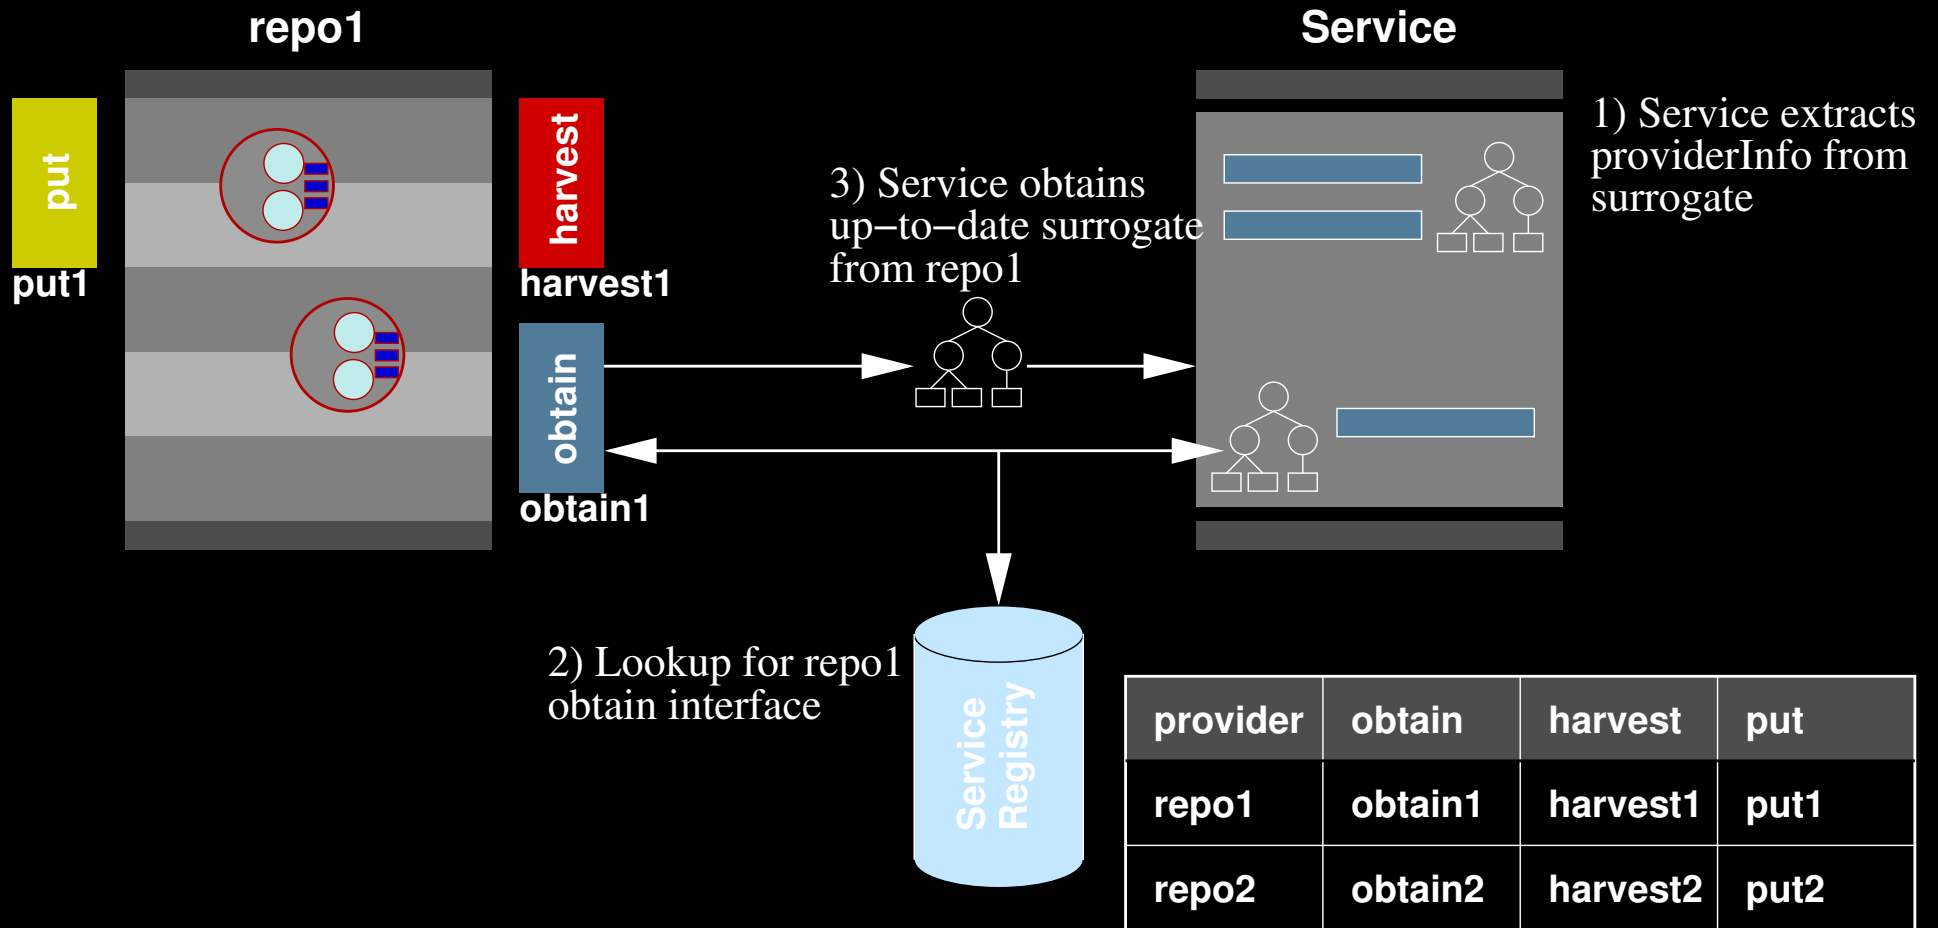 repo1
Service
put
put1
harvest
harvest1
obtain
obtain1
3) Service obtains
up−to−date surrogate
from repo1
1) Service extracts
providerInfo from
surrogate
2) Lookup for repo1
obtain interface
Service
Registry
provider obtain harvest put
repo1 obtain1 harvest1 put1
repo2 obtain2 harvest2 put2